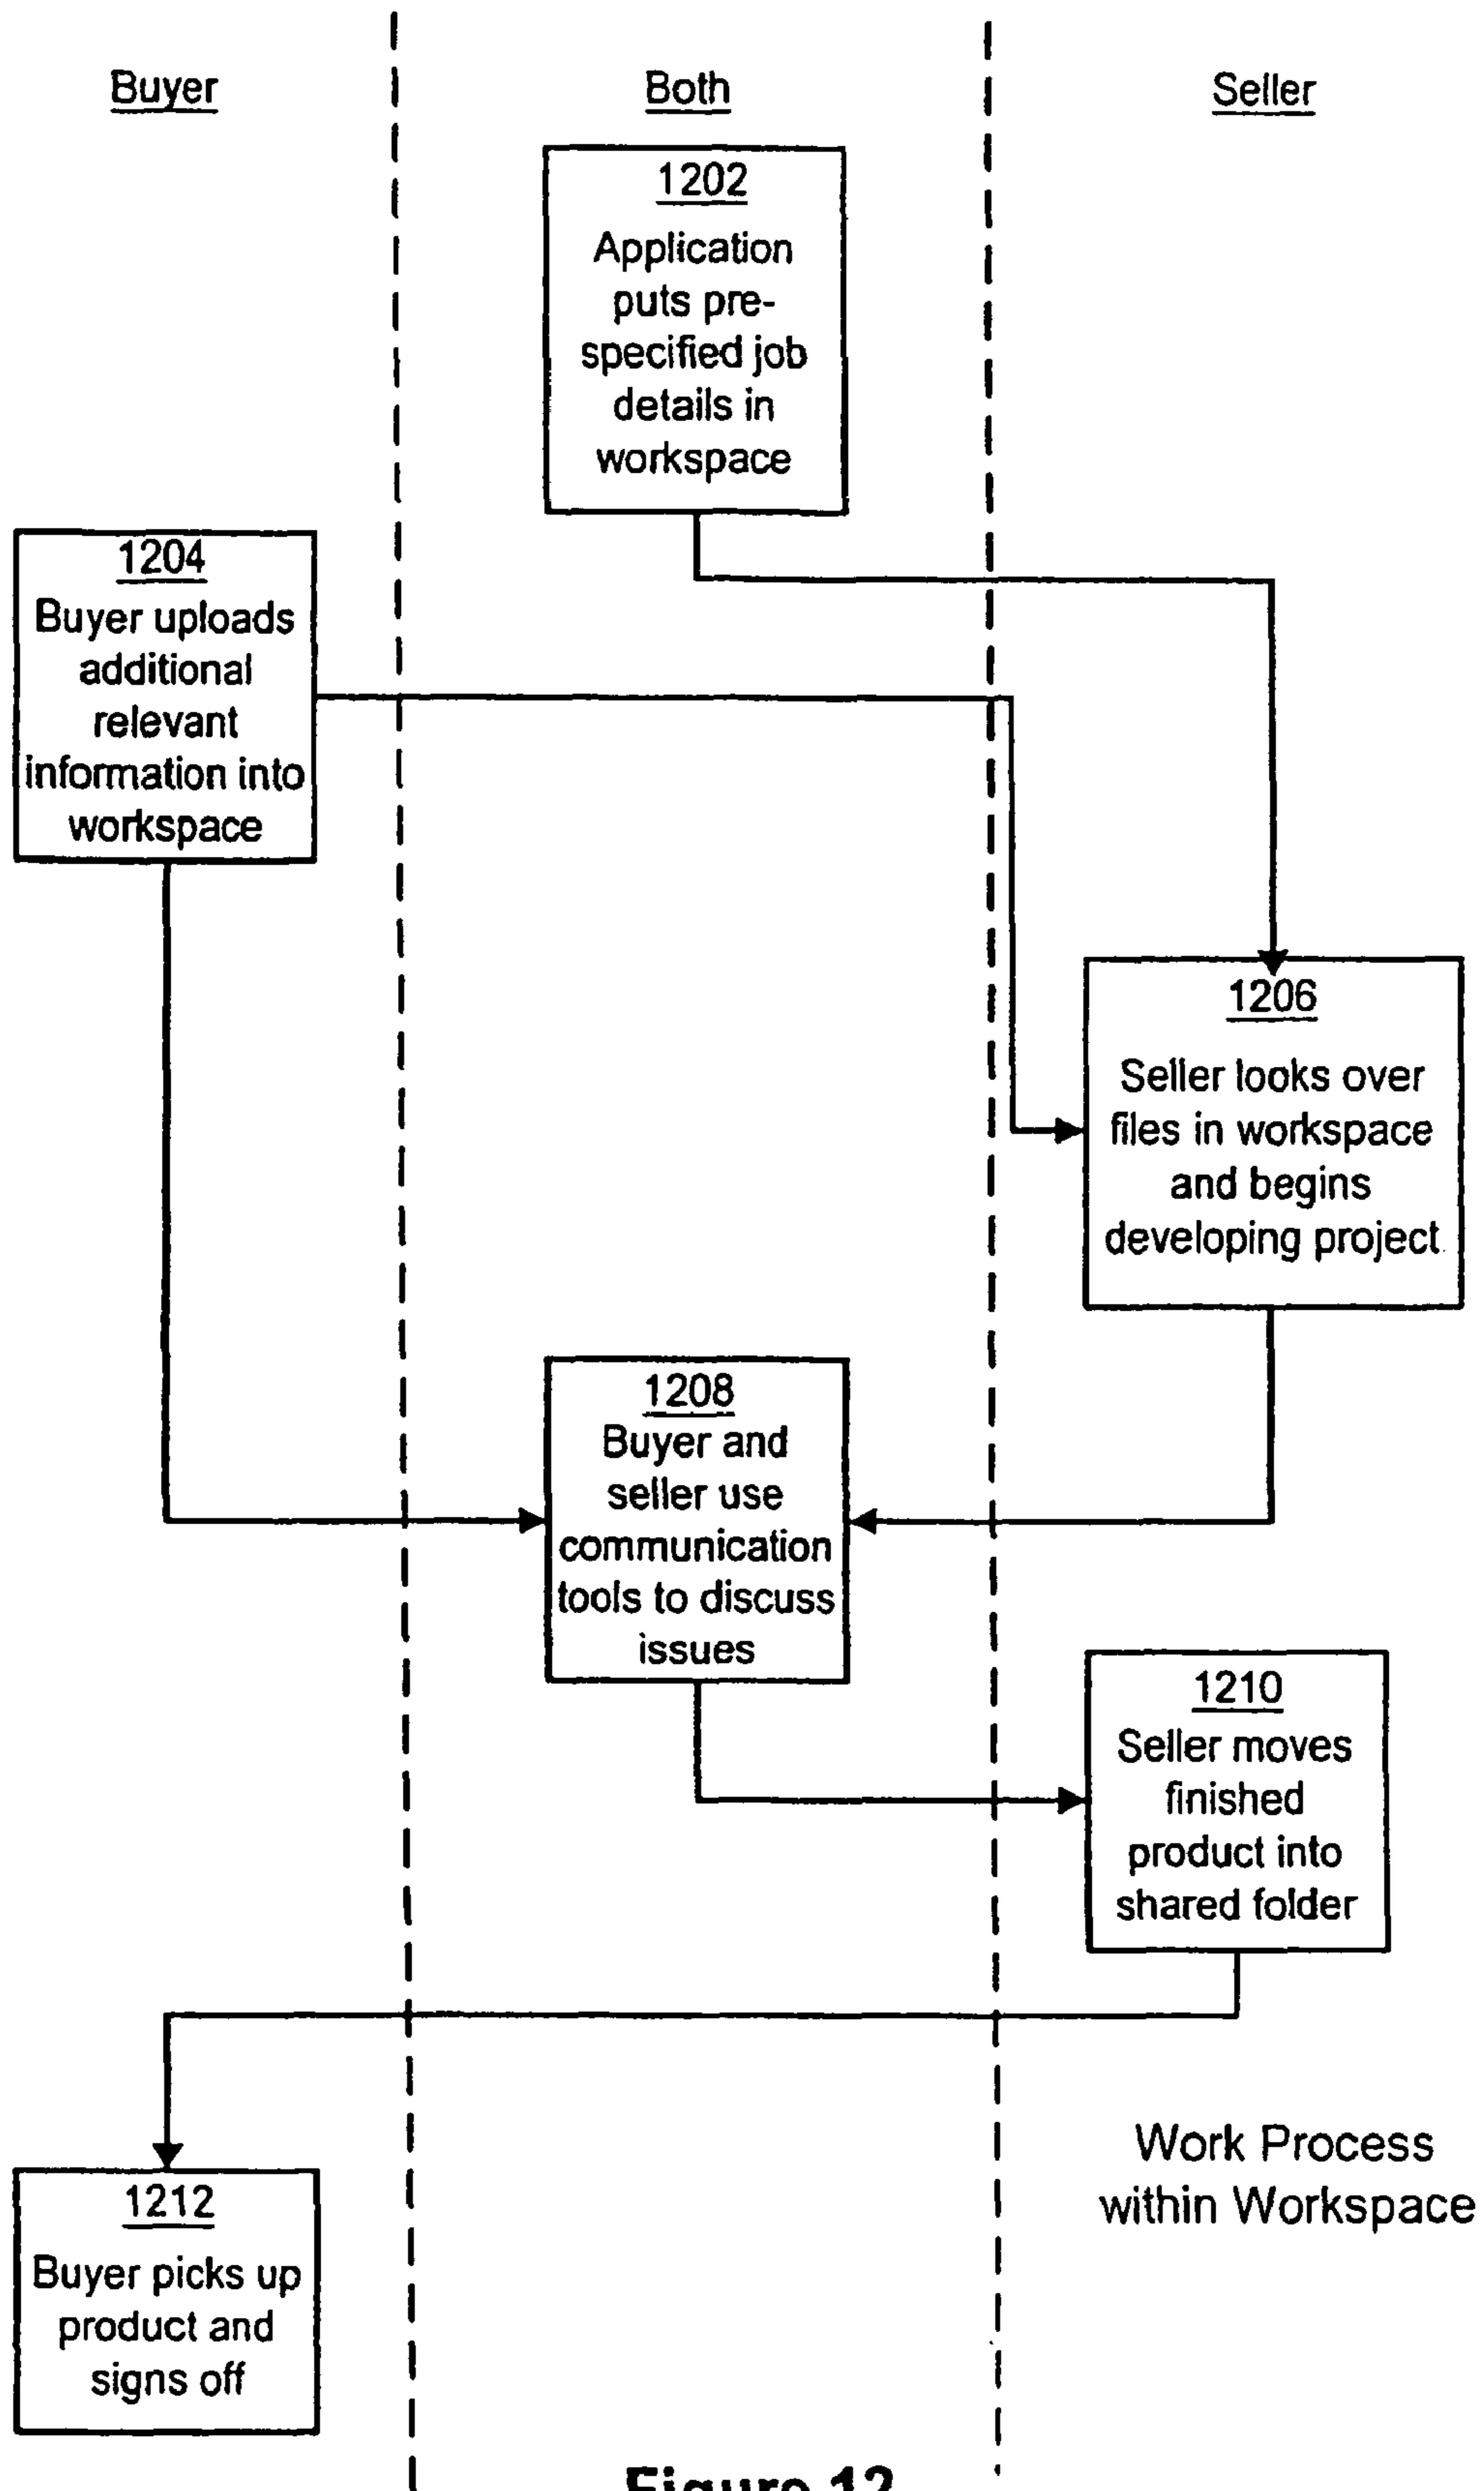 Buyer
Both
Seller
1202
Application
puts pre-
specified job
details in
workspace
1204
Buyer uploads
additional
relevant
information into
workspace
1206
Seller looks over
files in workspace
and begins
developing project
1208
Buyer and
seller use
communication
tools to discuss
issues
1210
Seller moves
finished
product into
shared folder
Work Process
within Workspace
1212
Buyer picks up
product and
signs off
Figure 12